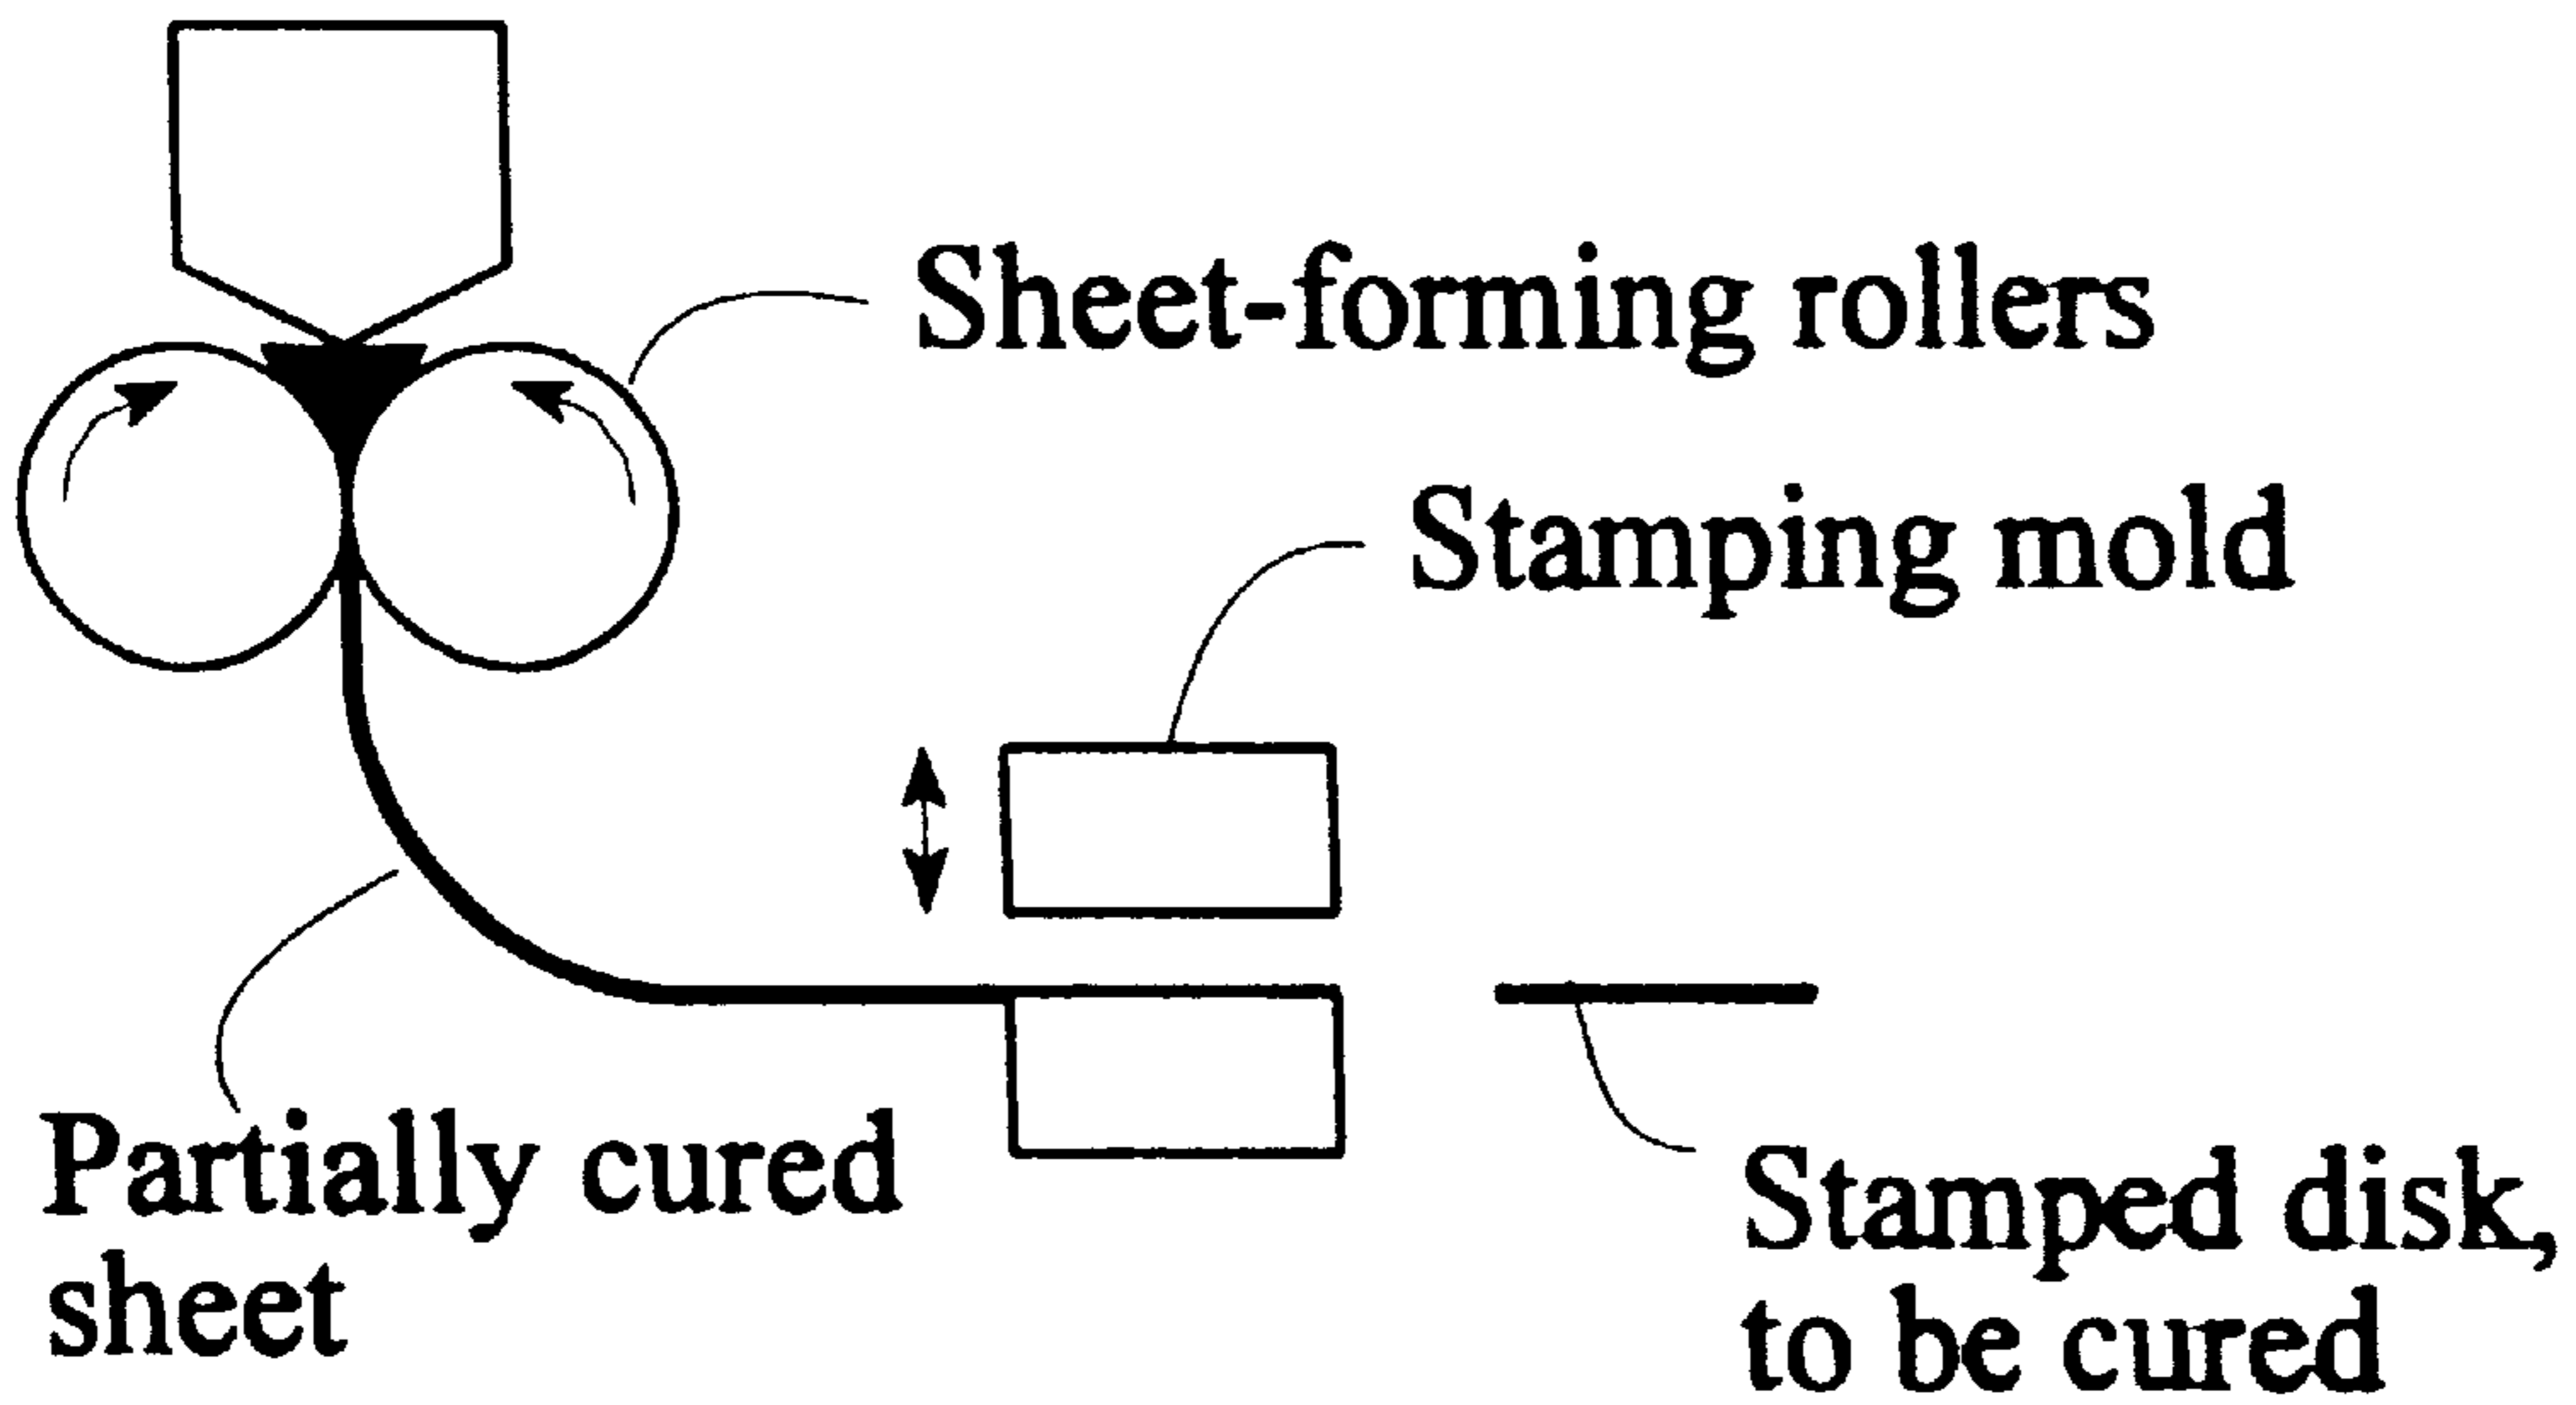 Sheet-forming rollers
Stamping mold
Partially cured
sheet
Stamped disk,
to be cured